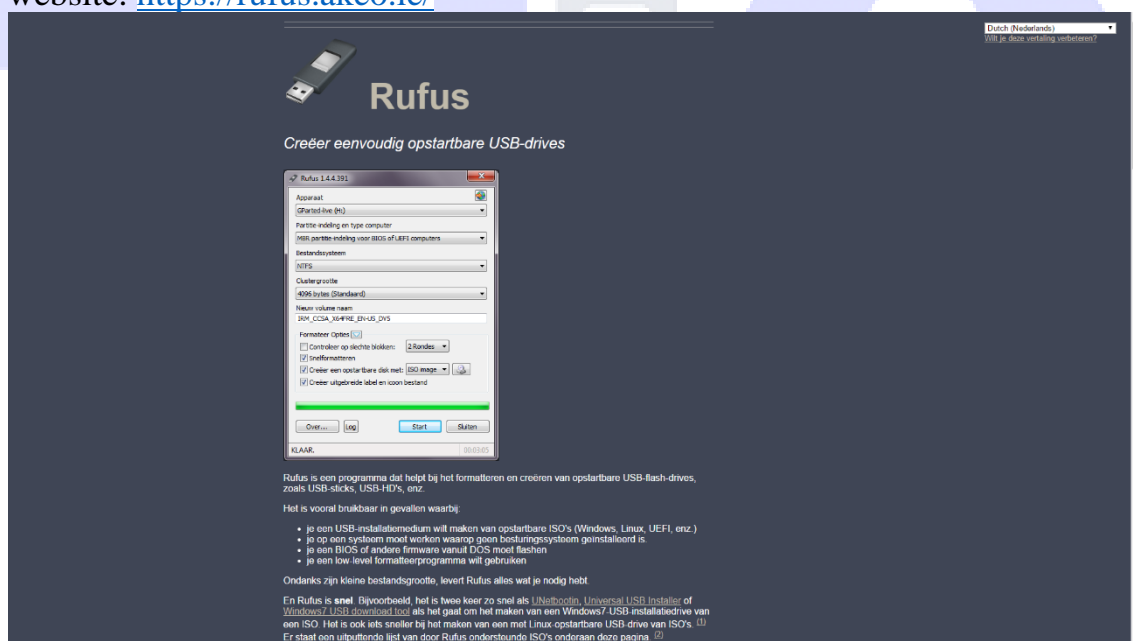 website: https://rufus.akeo.ie/
Dutch (Nederlands)
Wilt je deze vertaling verbeteren?
Rufus
Creëer eenvoudig opstartbare USB-drives
Rufus 1.4.4.391
Apparaat
GParted-live (H:)
Partitie-indeling en type computer
MBR partitie-indeling voor BIOS of UEFI computers
Bestandssysteem
NTFS
Clustergrootte
4096 bytes (Standaard)
Nieuw volume naam
IRM_CCSA_X64FRE_EN-US_DV5
Formateer Opties
Controleer op slechte blokken: 2 Rondes
Snelformatteren
Creëer een opstartbare disk met: ISO image
Creëer uitgebreide label en icoon bestand
Over... Log Start Sluiten
KLAAR. 00:03:05
Rufus is een programma dat helpt bij het formatteren en creëren van opstartbare USB-flash-drives,
zoals USB-sticks, USB-HD's, enz.
Het is vooral bruikbaar in gevallen waarbij:
• je een USB-installatiemedium wilt maken van opstartbare ISO's (Windows, Linux, UEFI, enz.)
• je op een systeem moet werken waarop geen besturingssysteem geïnstalleerd is.
• je een BIOS of andere firmware vanuit DOS moet flashen
• je een low-level formatteerprogramma wilt gebruiken
Ondanks zijn kleine bestandsgrootte, levert Rufus alles wat je nodig hebt.
En Rufus is snel. Bijvoorbeeld, het is twee keer zo snel als UNetbootin, Universal USB Installer of
Windows7 USB download tool als het gaat om het maken van een Windows7-USB-installatiedrive van
een ISO. Het is ook iets sneller bij het maken van een met Linux-opstartbare USB-drive van ISO's. (1)
Er staat een uitputtende lijst van door Rufus ondersteunde ISO's onderaan deze pagina. (2)